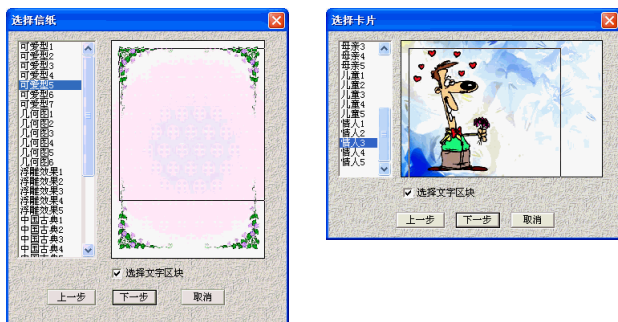 选择信纸
可爱型1
可爱型2
可爱型3
可爱型4
可爱型5
可爱型6
可爱型7
几何图1
几何图2
几何图3
几何图4
几何图5
几何图6
浮雕效果1
浮雕效果2
浮雕效果3
浮雕效果4
浮雕效果5
中国古典1
中国古典2
中国古典3
中国古典4
选择文字区块
上一步
下一步
取消
选择卡片
母亲3
母亲4
母亲5
儿童1
儿童2
儿童3
儿童4
儿童5
情人1
情人2
情人3
情人4
情人5
选择文字区块
上一步
下一步
取消